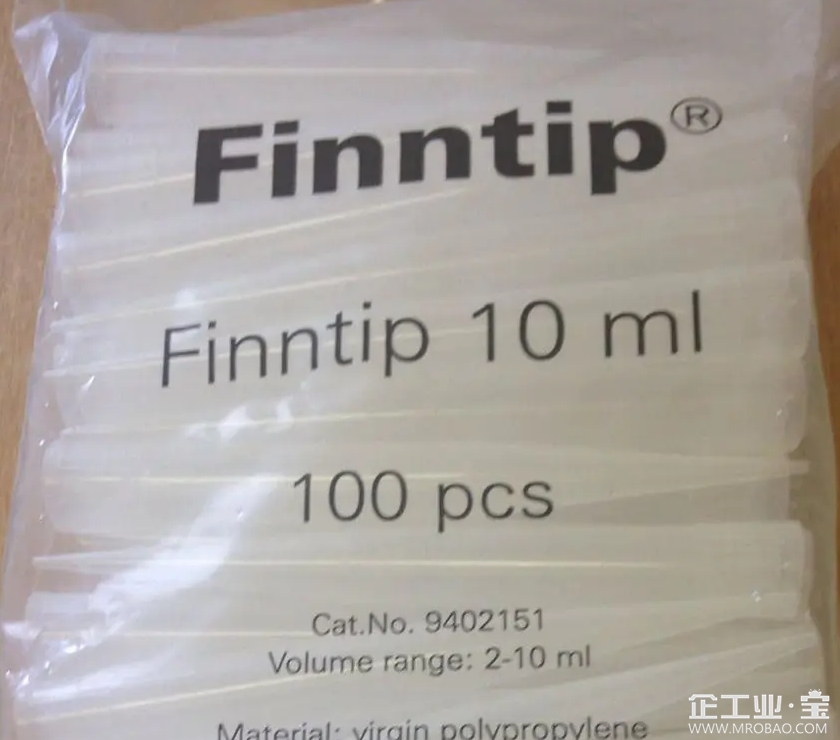 Finntip®
Finntip 10 ml
100 pcs
Cat.No. 9402151
Volume range: 2-10 ml
Material: virgin polypropylene
企工业·宝
WWW.MROBAO.COM